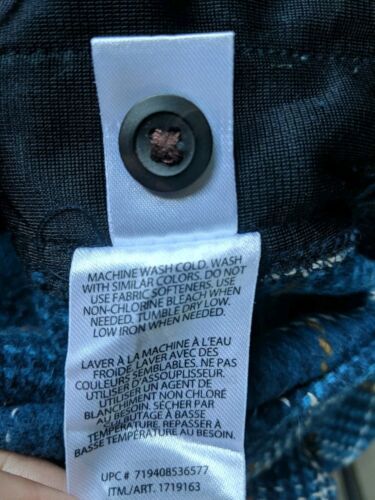 MACHINE WASH COLD. WASH
WITH SIMILAR COLORS. DO NOT
USE FABRIC SOFTENERS. USE
NON-CHLORINE BLEACH WHEN
NEEDED. TUMBLE DRY LOW.
LOW IRON WHEN NEEDED.
LAVER À LA MACHINE À L'EAU
FROIDE. LAVER AVEC DES
COULEURS SEMBLABLES. NE PAS
UTILISER D'ASSOUPLISSEUR.
UTILISER UN AGENT DE
BLANCHIMENT NON CHLORÉ
AU BESOIN. SÉCHER PAR
CULBUTAGE À BASSE
TEMPÉRATURE. REPASSER À
BASSE TEMPÉRATURE AU BESOIN.
UPC# 719408536577
ITM./ART. 1719163